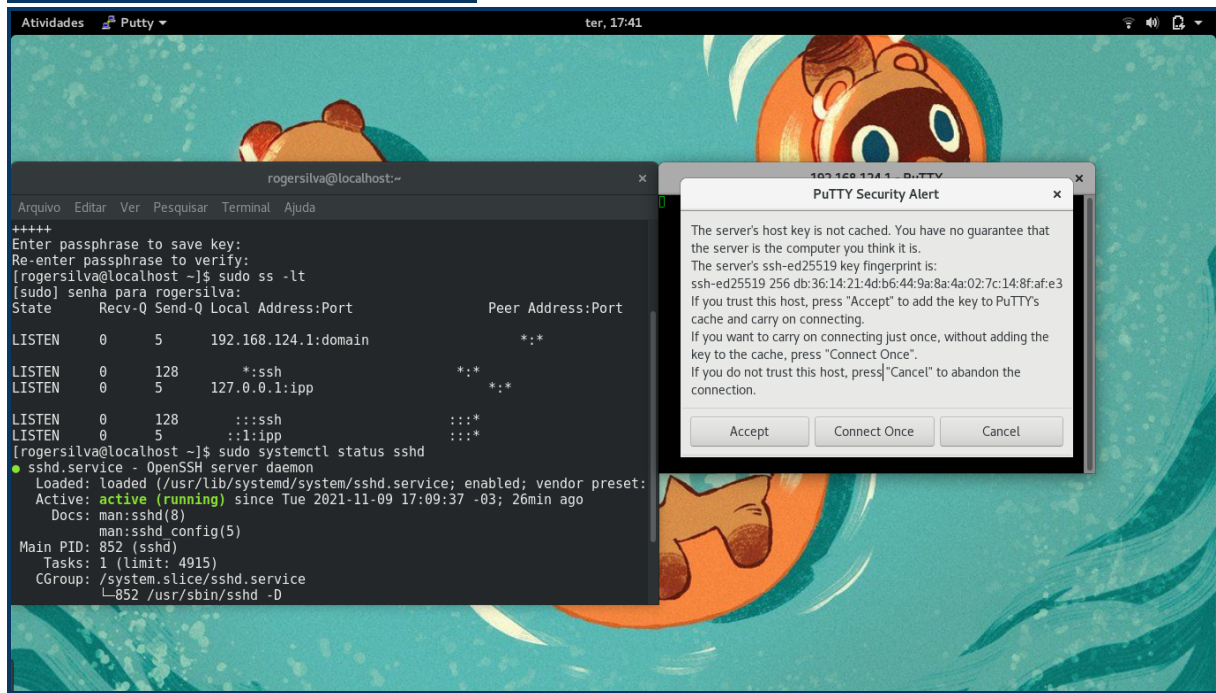 Atividades Putty ter, 17:41
rogersilva@localhost:~
Arquivo Editar Ver Pesquisar Terminal Ajuda
+++++
Enter passphrase to save key:
Re-enter passphrase to verify:
[rogersilva@localhost ~]$ sudo ss -lt
[sudo] senha para rogersilva:
State Recv-Q Send-Q Local Address:Port Peer Address:Port
LISTEN 0 5 192.168.124.1:domain *:*
LISTEN 0 128 *:ssh *:*
LISTEN 0 5 127.0.0.1:ipp *:*
LISTEN 0 128 :::ssh :::*
LISTEN 0 5 ::1:ipp :::*
[rogersilva@localhost ~]$ sudo systemctl status sshd
● sshd.service - OpenSSH server daemon
Loaded: loaded (/usr/lib/systemd/system/sshd.service; enabled; vendor preset:
Active: active (running) since Tue 2021-11-09 17:09:37 -03; 26min ago
Docs: man:sshd(8)
man:sshd_config(5)
Main PID: 852 (sshd)
Tasks: 1 (limit: 4915)
CGroup: /system.slice/sshd.service
└─852 /usr/sbin/sshd -D
192.168.124.1 - PuTTY
PuTTY Security Alert
The server's host key is not cached. You have no guarantee that
the server is the computer you think it is.
The server's ssh-ed25519 key fingerprint is:
ssh-ed25519 256 db:36:14:21:4d:b6:44:9a:8a:4a:02:7c:14:8f:af:e3
If you trust this host, press "Accept" to add the key to PuTTY's
cache and carry on connecting.
If you want to carry on connecting just once, without adding the
key to the cache, press "Connect Once".
If you do not trust this host, press "Cancel" to abandon the
connection.
Accept Connect Once Cancel